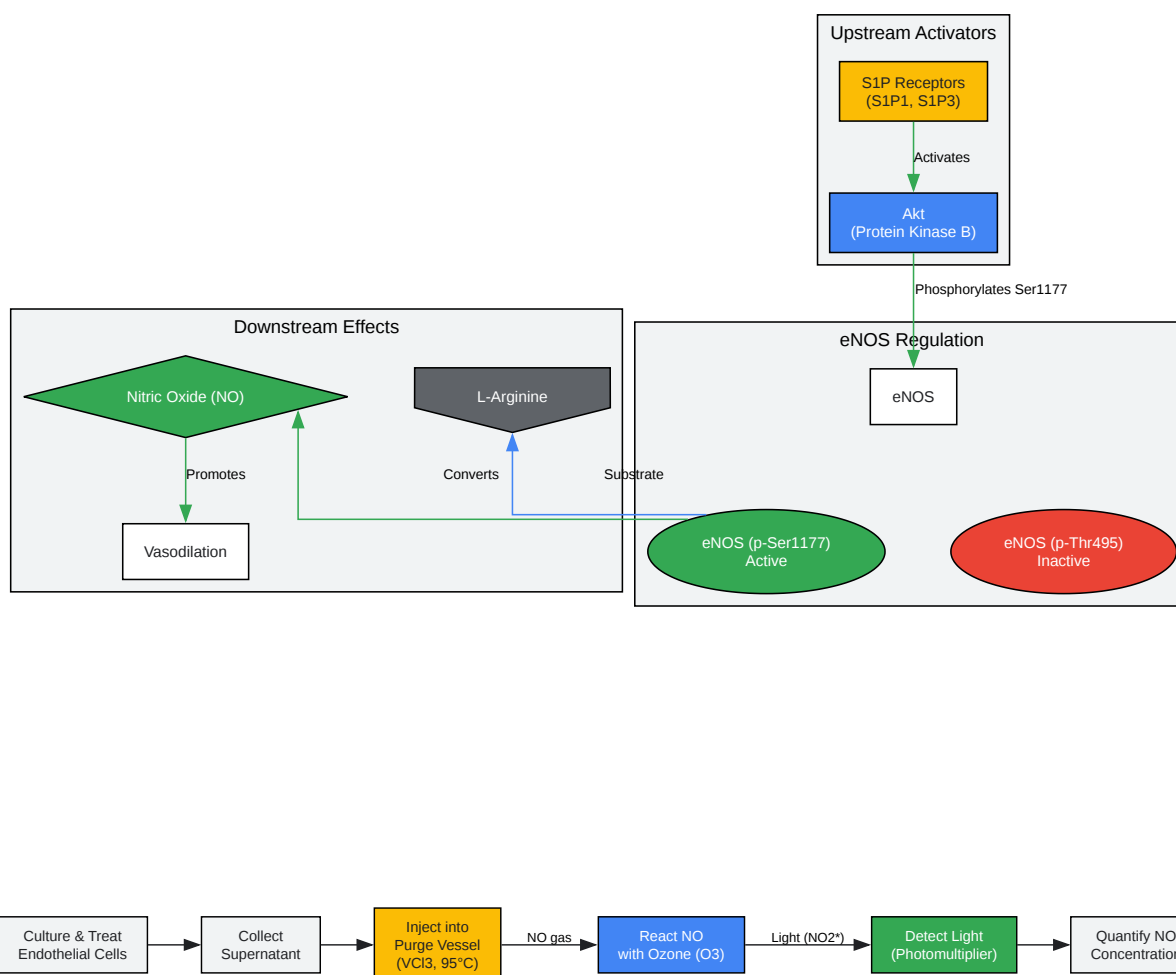 Upstream Activators
S1P Receptors
(S1P1, S1P3)
Activates
Akt
(Protein Kinase B)
Phosphorylates Ser1177
Downstream Effects
eNOS Regulation
Nitric Oxide (NO)
L-Arginine
eNOS
Promotes
Converts
Substrate
Vasodilation
eNOS (p-Ser1177)
Active
eNOS (p-Thr495)
Inactive
Culture & Treat
Endothelial Cells
Collect
Supernatant
Inject into
Purge Vessel
(VCl3, 95°C)
NO gas
React NO
with Ozone (O3)
Light (NO2*)
Detect Light
(Photomultiplier)
Quantify NO
Concentration